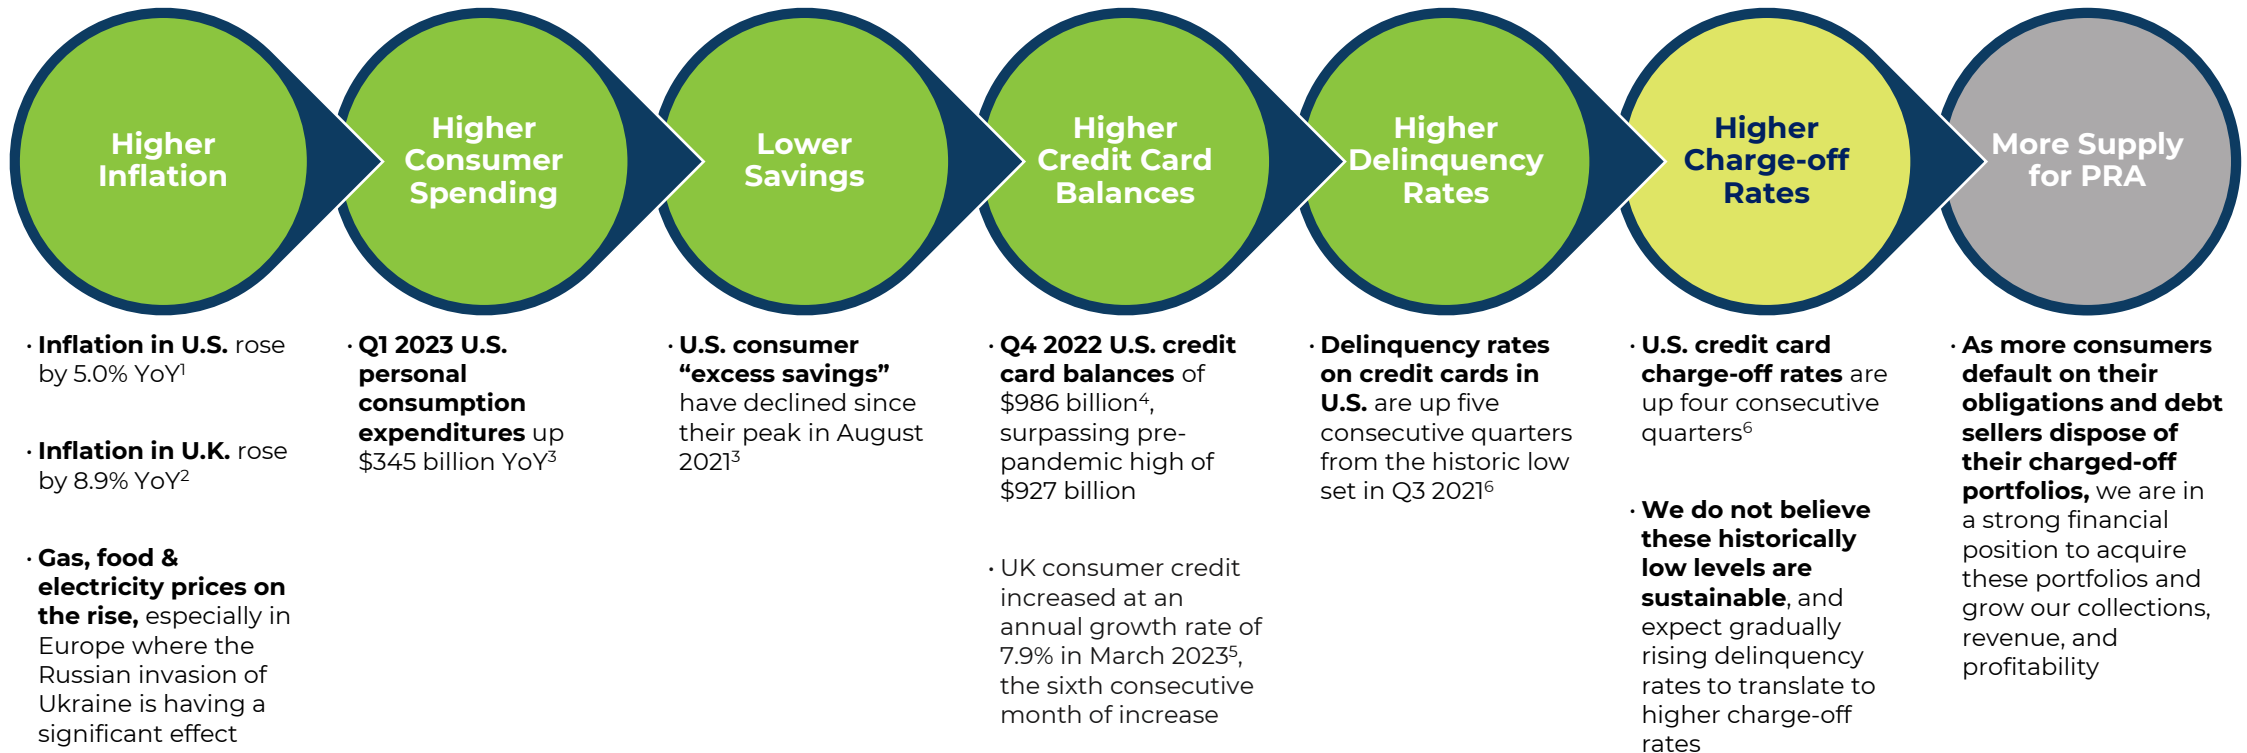 Higher
Inflation
Higher
Consumer
Spending
Lower
Savings
Higher
Credit Card
Balances
Higher
Delinquency
Rates
Higher
Charge-off
Rates
More Supply
for PRA
· Inflation in U.S. rose
by 5.0% YoY¹
· Inflation in U.K. rose
by 8.9% YoY²
· Gas, food &
electricity prices on
the rise, especially in
Europe where the
Russian invasion of
Ukraine is having a
significant effect
· Q1 2023 U.S.
personal
consumption
expenditures up
$345 billion YoY³
· U.S. consumer
“excess savings”
have declined since
their peak in August
2021³
· Q4 2022 U.S. credit
card balances of
$986 billion⁴,
surpassing pre-
pandemic high of
$927 billion
· UK consumer credit
increased at an
annual growth rate of
7.9% in March 2023⁵,
the sixth consecutive
month of increase
· Delinquency rates
on credit cards in
U.S. are up five
consecutive quarters
from the historic low
set in Q3 2021⁶
· U.S. credit card
charge-off rates are
up four consecutive
quarters⁶
· We do not believe
these historically
low levels are
sustainable, and
expect gradually
rising delinquency
rates to translate to
higher charge-off
rates
· As more consumers
default on their
obligations and debt
sellers dispose of
their charged-off
portfolios, we are in
a strong financial
position to acquire
these portfolios and
grow our collections,
revenue, and
profitability